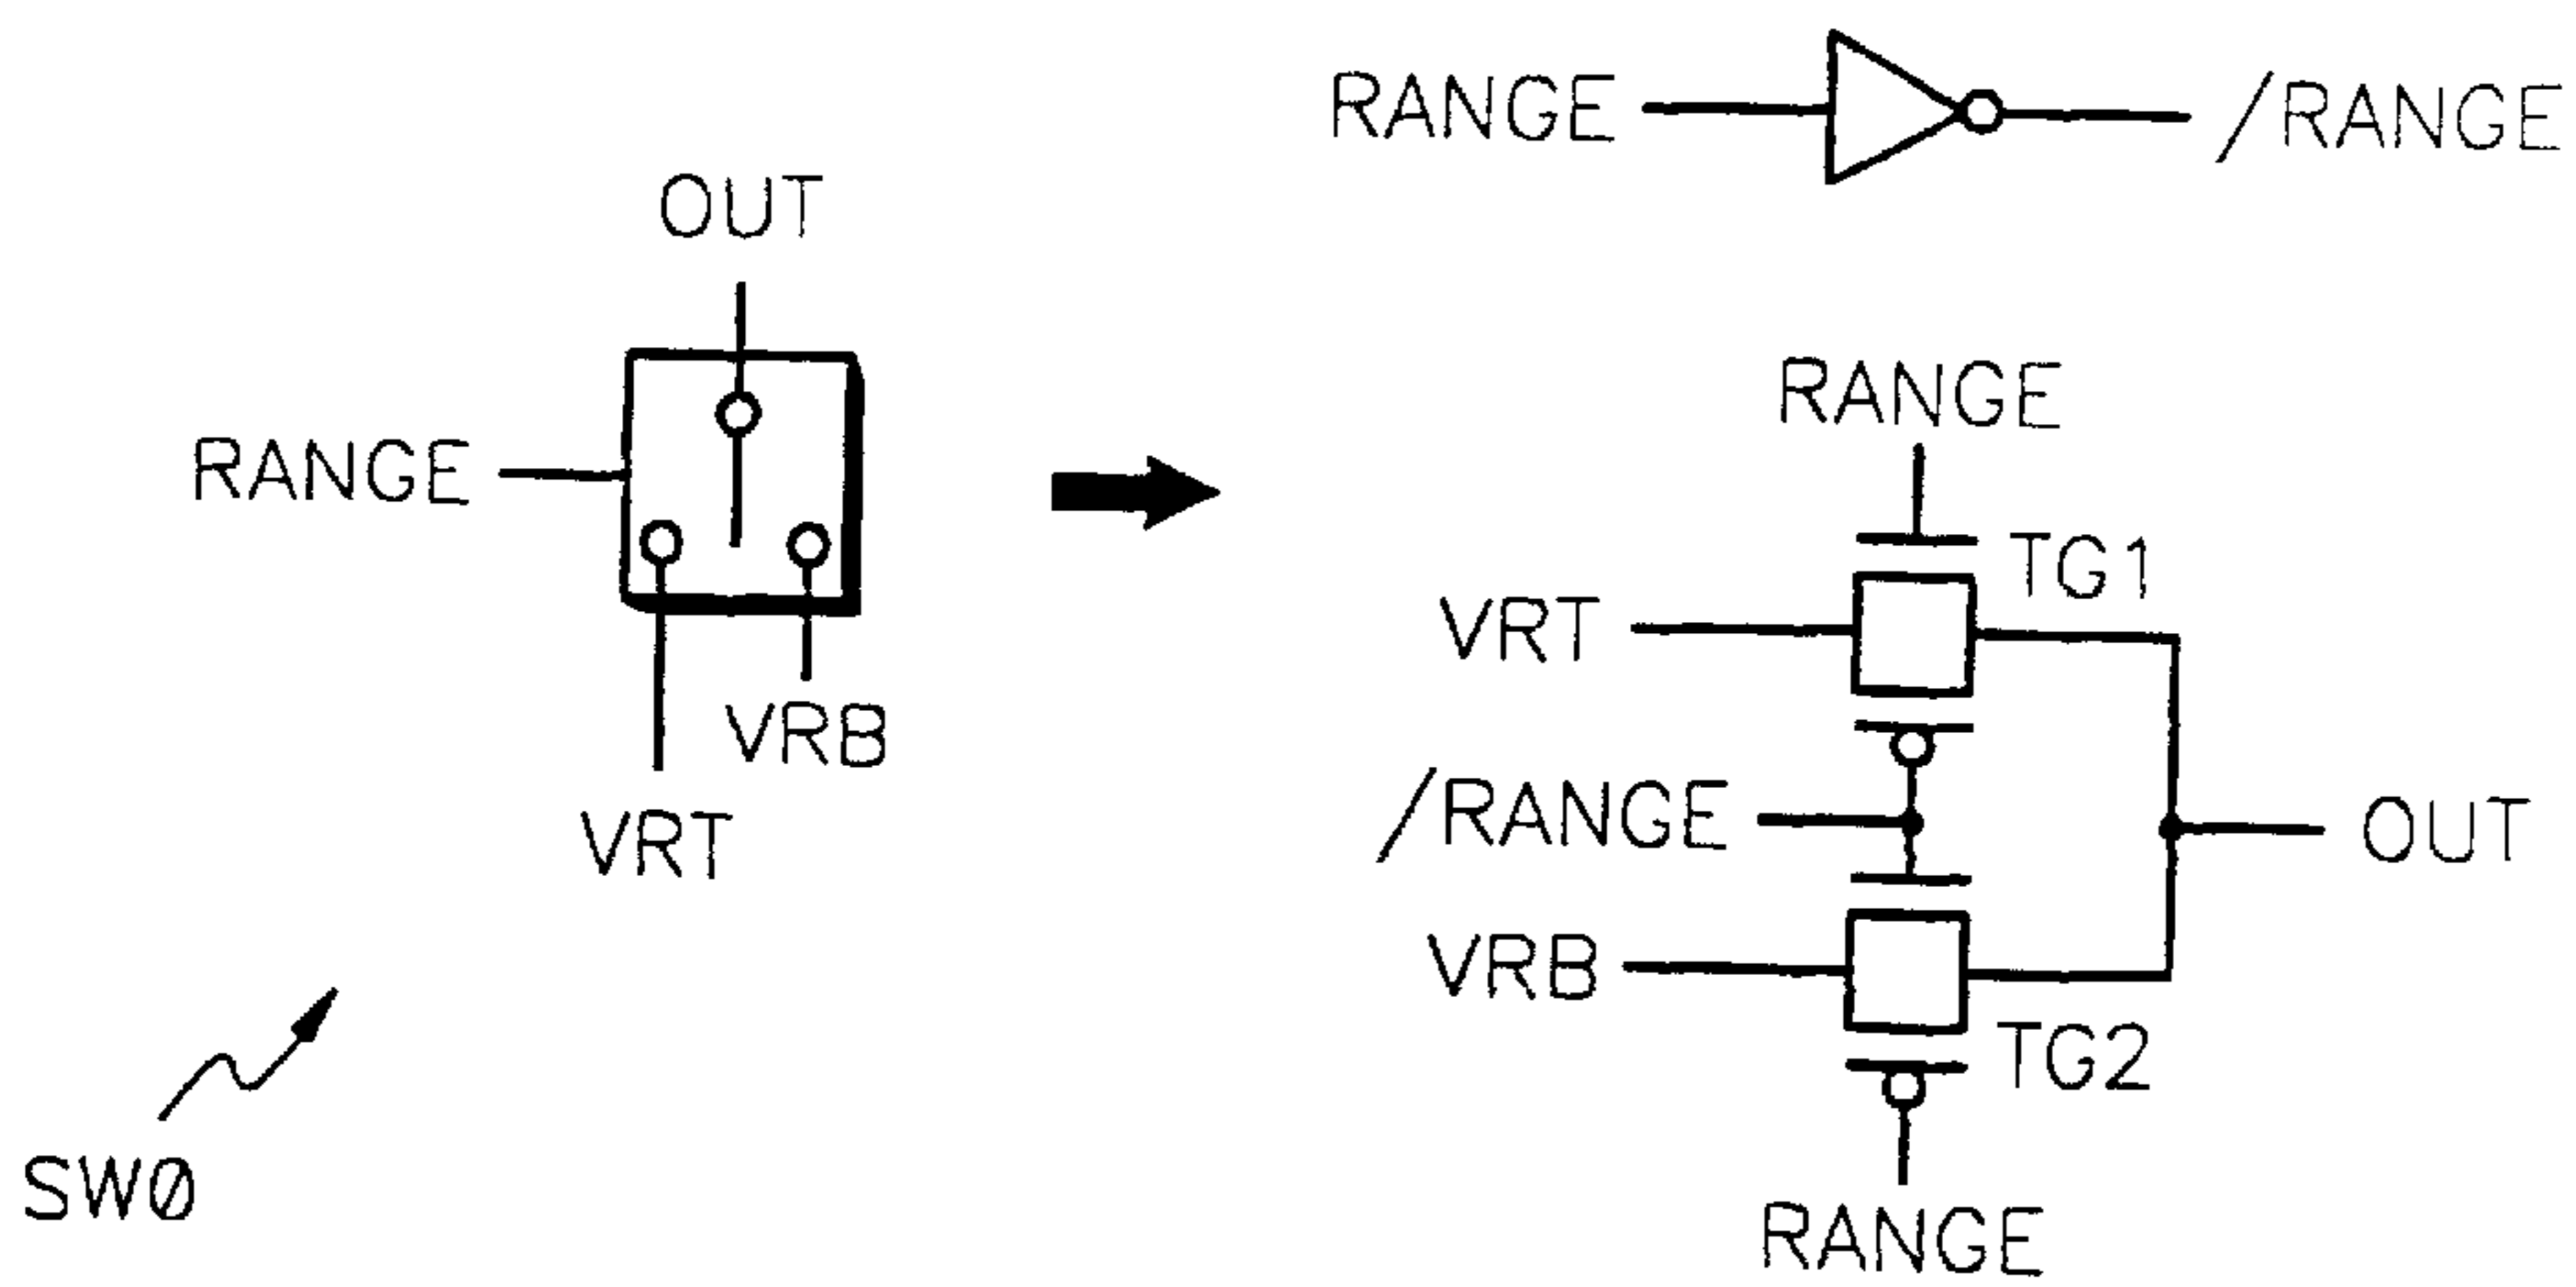 OUT
RANGE
VRB
VRT
SW0
RANGE
/RANGE
RANGE
TG1
VRT
/RANGE
OUT
VRB
TG2
RANGE